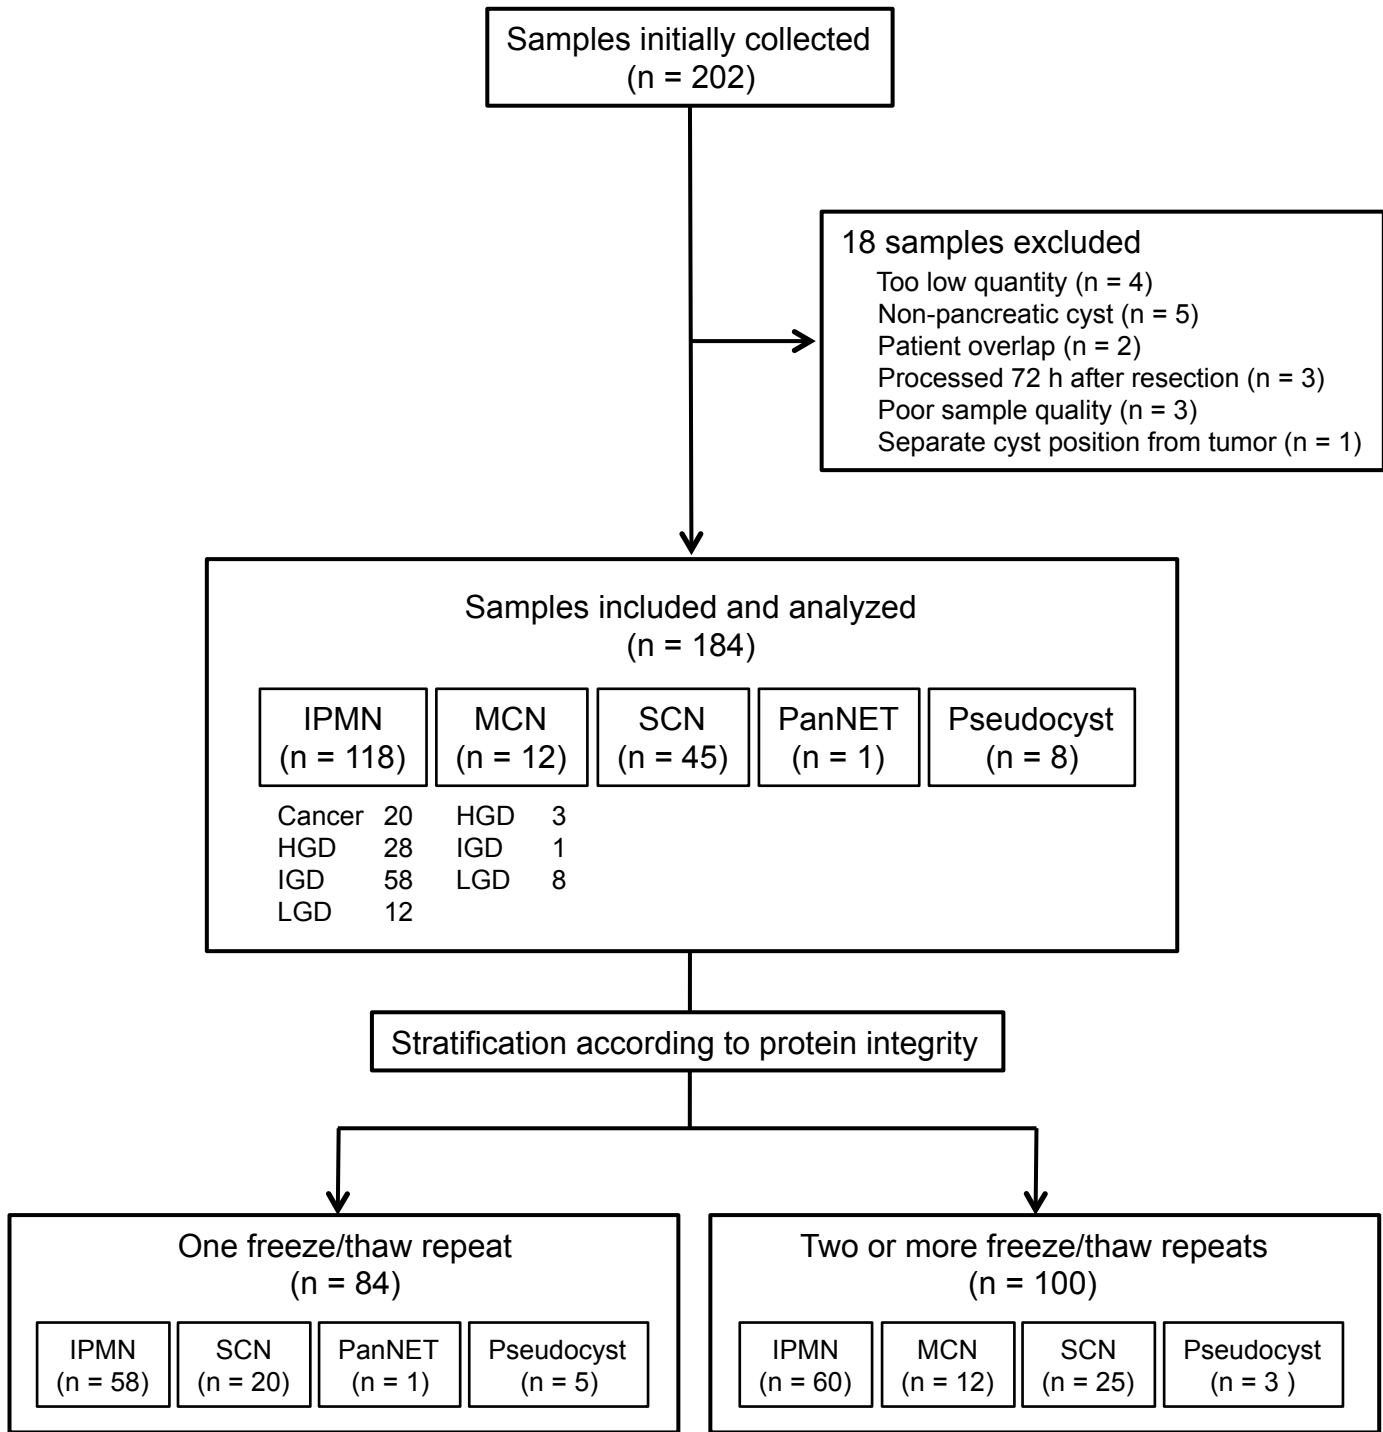 Samples initially collected
(n = 202)
18 samples excluded
Too low quantity (n = 4)
Non-pancreatic cyst (n = 5)
Patient overlap (n = 2)
Processed 72 h after resection (n = 3)
Poor sample quality (n = 3)
Separate cyst position from tumor (n = 1)
Samples included and analyzed
(n = 184)
IPMN
(n = 118)
MCN
(n = 12)
SCN
(n = 45)
PanNET
(n = 1)
Pseudocyst
(n = 8)
Cancer 20
HGD 28
IGD 58
LGD 12
HGD 3
IGD 1
LGD 8
Stratification according to protein integrity
One freeze/thaw repeat
(n = 84)
IPMN
(n = 58)
SCN
(n = 20)
PanNET
(n = 1)
Pseudocyst
(n = 5)
Two or more freeze/thaw repeats
(n = 100)
IPMN
(n = 60)
MCN
(n = 12)
SCN
(n = 25)
Pseudocyst
(n = 3 )